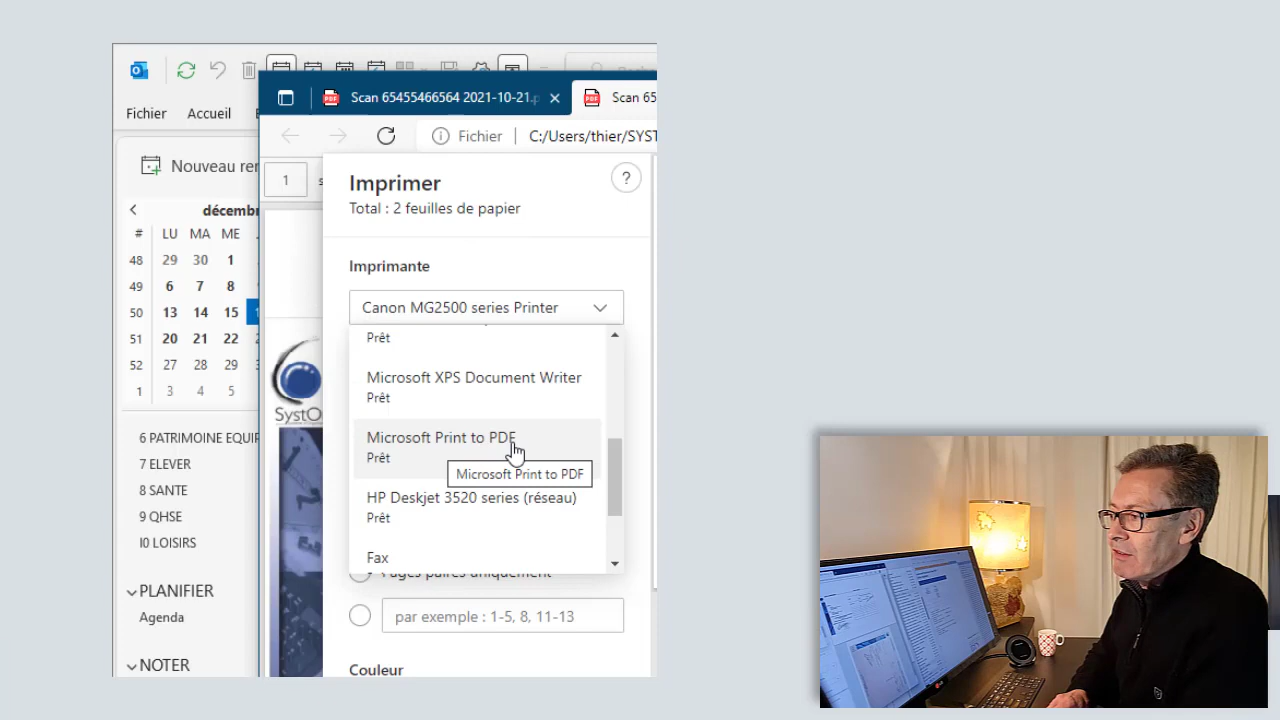 Scan 65455466564 2021-10-21.p
Scan 65
Fichier
Accueil
Fichier
C:/Users/thier/SYST
Nouveau ren
1
Imprimer
?
Total : 2 feuilles de papier
décemb
#
LU
MA
ME
48
29
30
1
49
6
7
8
50
13
14
15
51
20
21
22
52
27
28
29
1
3
4
5
Imprimante
Canon MG2500 series Printer
Prêt
Microsoft XPS Document Writer
Prêt
Microsoft Print to PDF
Prêt
Microsoft Print to PDF
HP Deskjet 3520 series (réseau)
Prêt
Fax
Pages paires uniquement
par exemple : 1-5, 8, 11-13
Couleur
SystO
6 PATRIMOINE EQUIP
7 ELEVER
8 SANTE
9 QHSE
10 LOISIRS
PLANIFIER
Agenda
NOTER